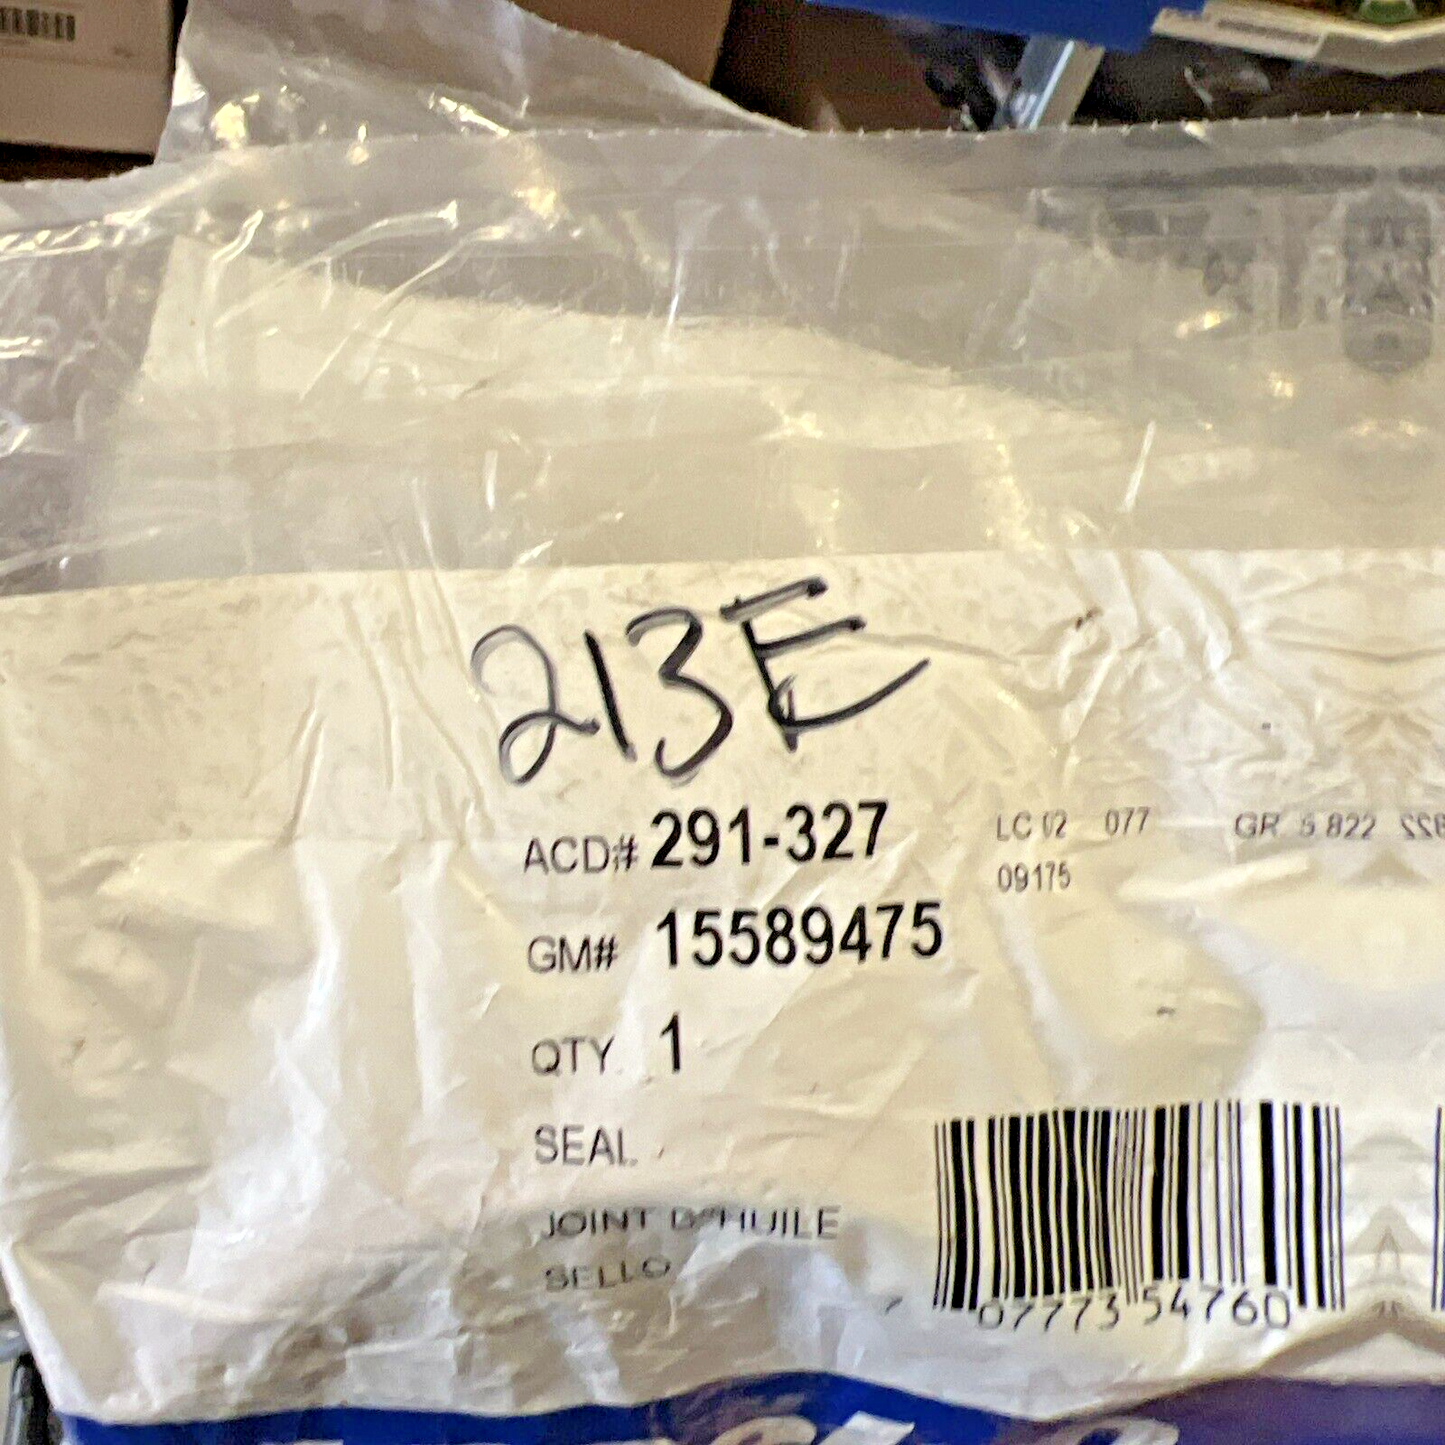 213E
ACD# 291-327
LC 02 077
09175
GR 5 822
GM# 15589475
QTY. 1
SEAL
JOINT D'HUILE
SELLO
07773 54760